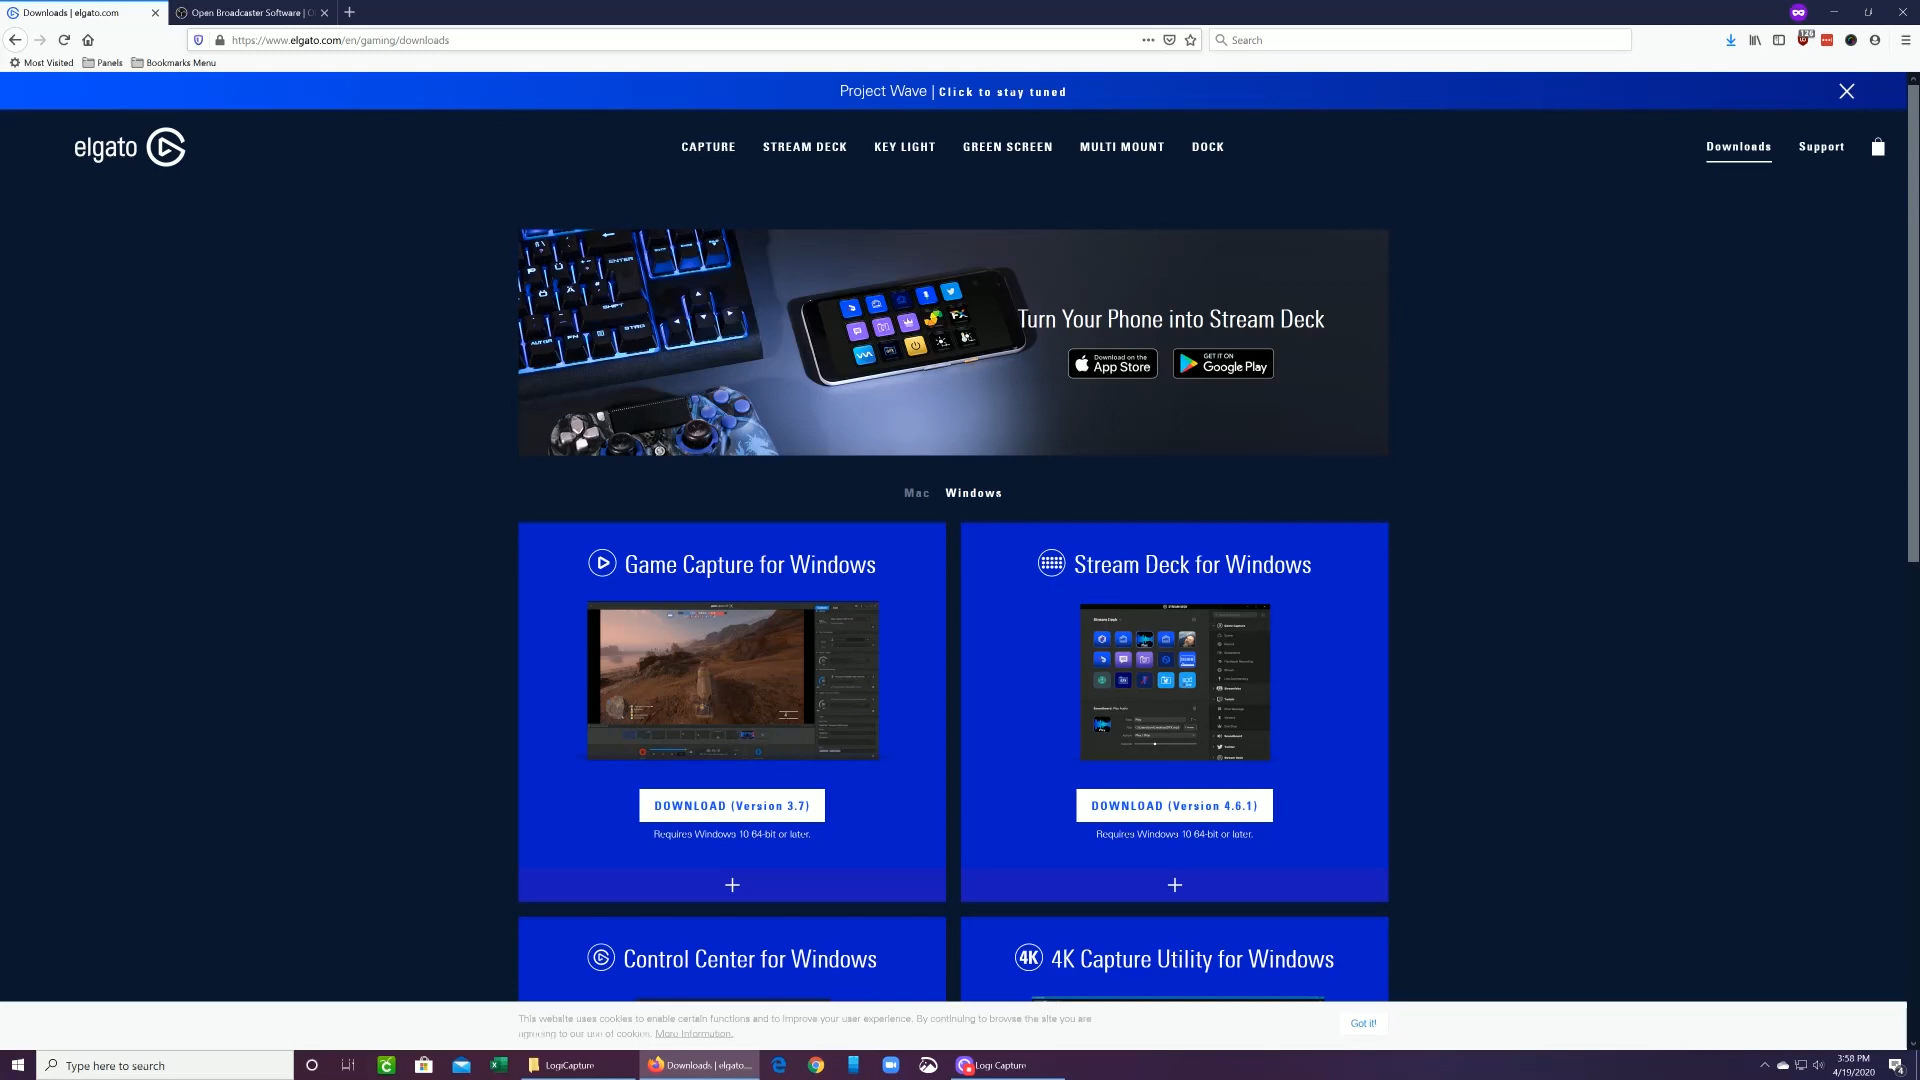 Downloads | elgato.com
Open Broadcaster Software | O
https://www.elgato.com/en/gaming/downloads
Search
126
Most Visited
Panels
Bookmarks Menu
Project Wave | Click to stay tuned
elgato
CAPTURE
STREAM DECK
KEY LIGHT
GREEN SCREEN
MULTI MOUNT
DOCK
Downloads
Support
Turn Your Phone into Stream Deck
Download on the
App Store
GET IT ON
Google Play
Mac
Windows
Game Capture for Windows
Stream Deck for Windows
DOWNLOAD (Version 3.7)
Requires Windows 10 64-bit or later.
DOWNLOAD (Version 4.6.1)
Requires Windows 10 64-bit or later.
Control Center for Windows
4K 4K Capture Utility for Windows
This website uses cookies to enable certain functions and to improve your user experience. By continuing to browse the site you are
agreeing to our use of cookies. More Information.
Got it!
Type here to search
LogiCapture
Downloads | elgato....
Logi Capture
3:58 PM
4/19/2020
4